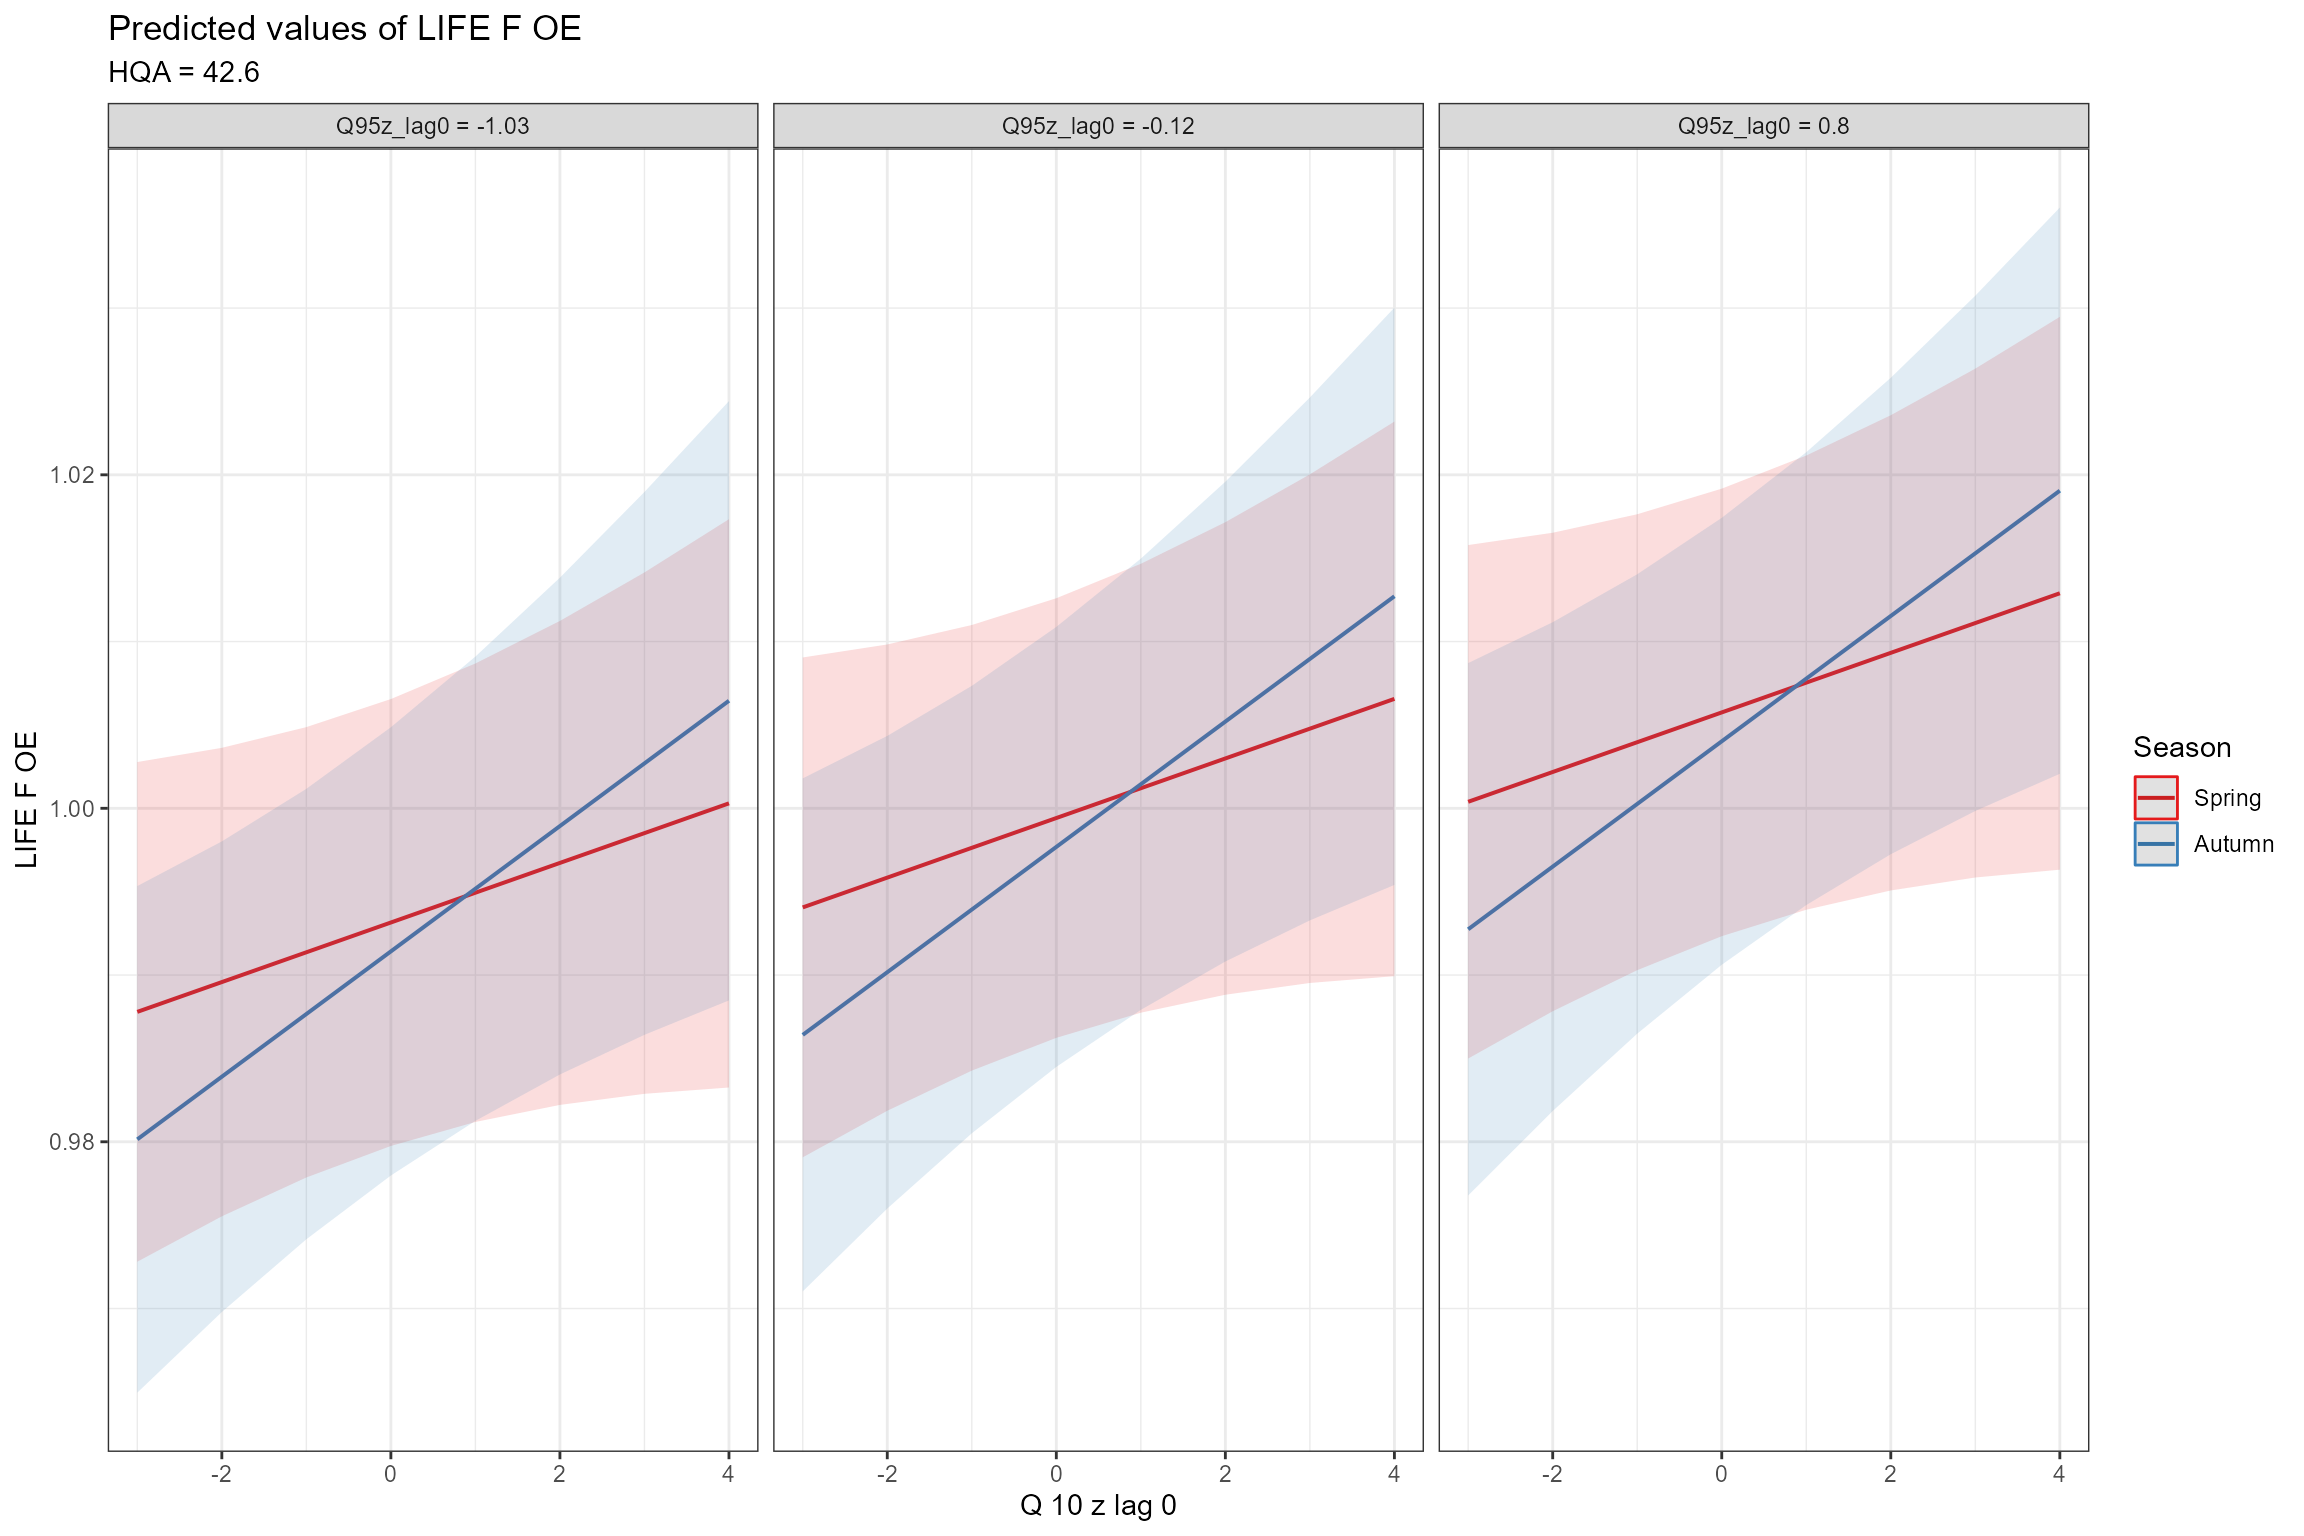 Predicted values of LIFE F OE
HQA = 42.6
Q95z_lag0 = -1.03
Q95z_lag0 = -0.12
Q95z_lag0 = 0.8
LIFE F OE
1.02
1.00
0.98
-2 0 2 4
-2 0 2 4
-2 0 2 4
Q 10 z lag 0
Season
Spring
Autumn